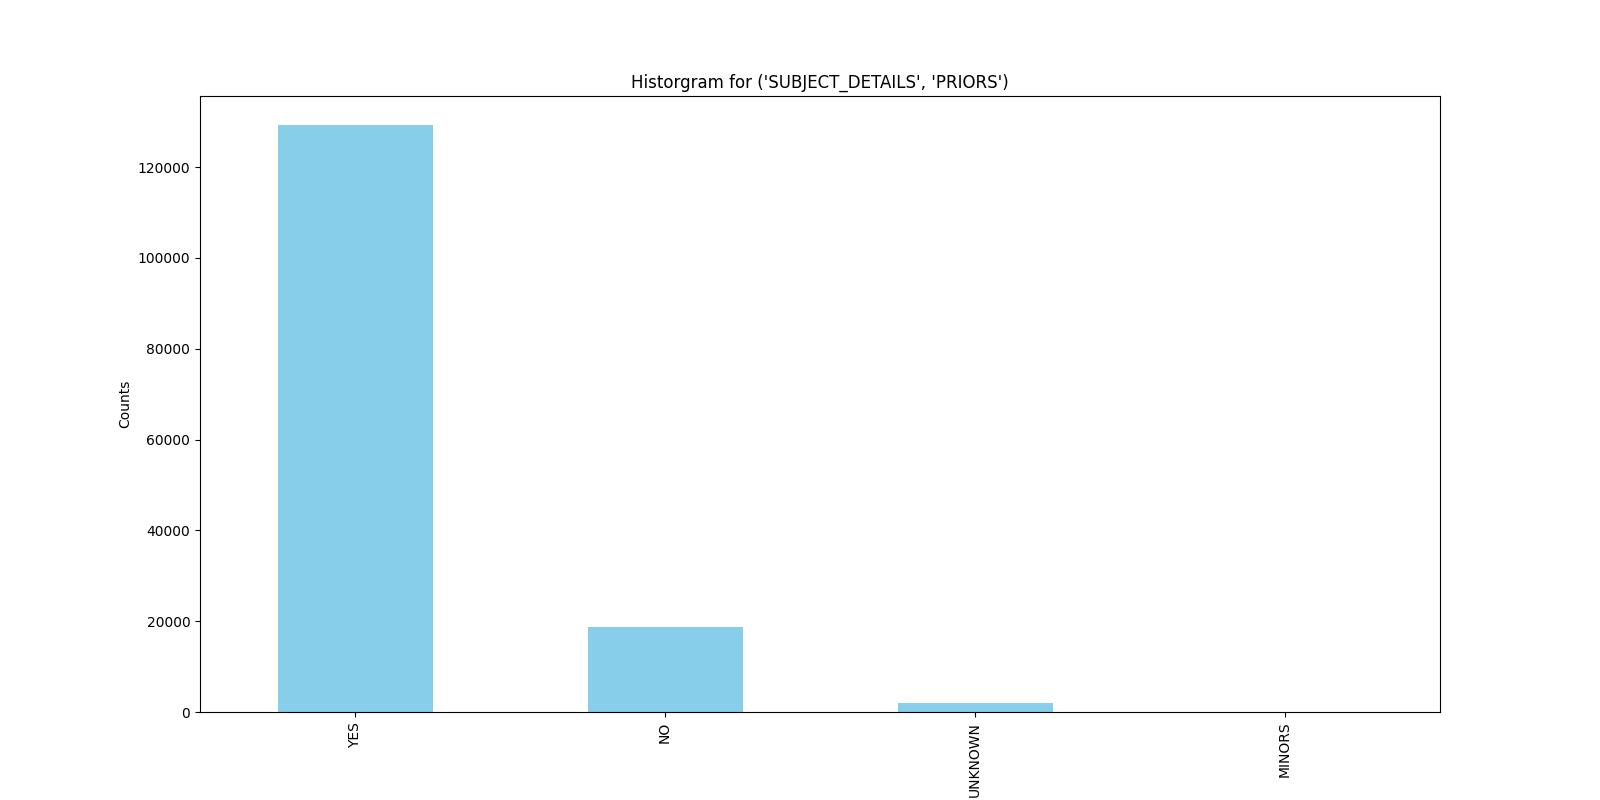 Historgram for ('SUBJECT_DETAILS', 'PRIORS')
120000
100000
80000
60000
40000
20000
0
Counts
YES
NO
UNKNOWN
MINORS